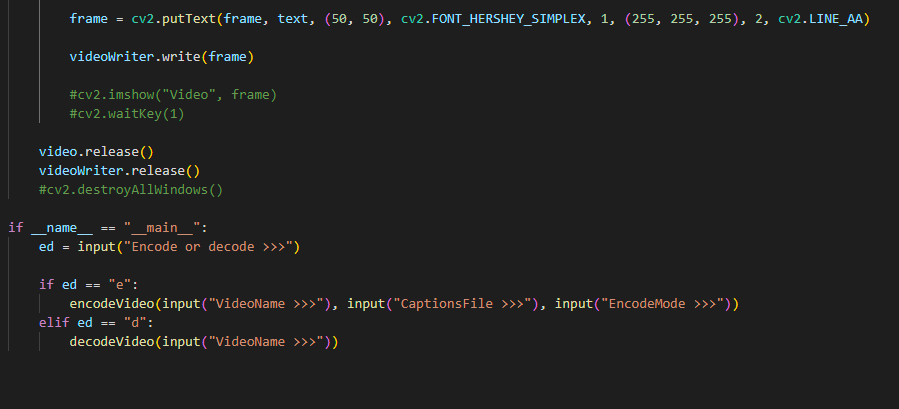 frame = cv2.putText(frame, text, (50, 50), cv2.FONT_HERSHEY_SIMPLEX, 1, (255, 255, 255), 2, cv2.LINE_AA)
videoWriter.write(frame)
#cv2.imshow("Video", frame)
#cv2.waitKey(1)
video.release()
videoWriter.release()
#cv2.destroyAllWindows()
if __name__ == "__main__":
ed = input("Encode or decode >>>")
if ed == "e":
encodeVideo(input("VideoName >>>"), input("CaptionsFile >>>"), input("EncodeMode >>>"))
elif ed == "d":
decodeVideo(input("VideoName >>>"))